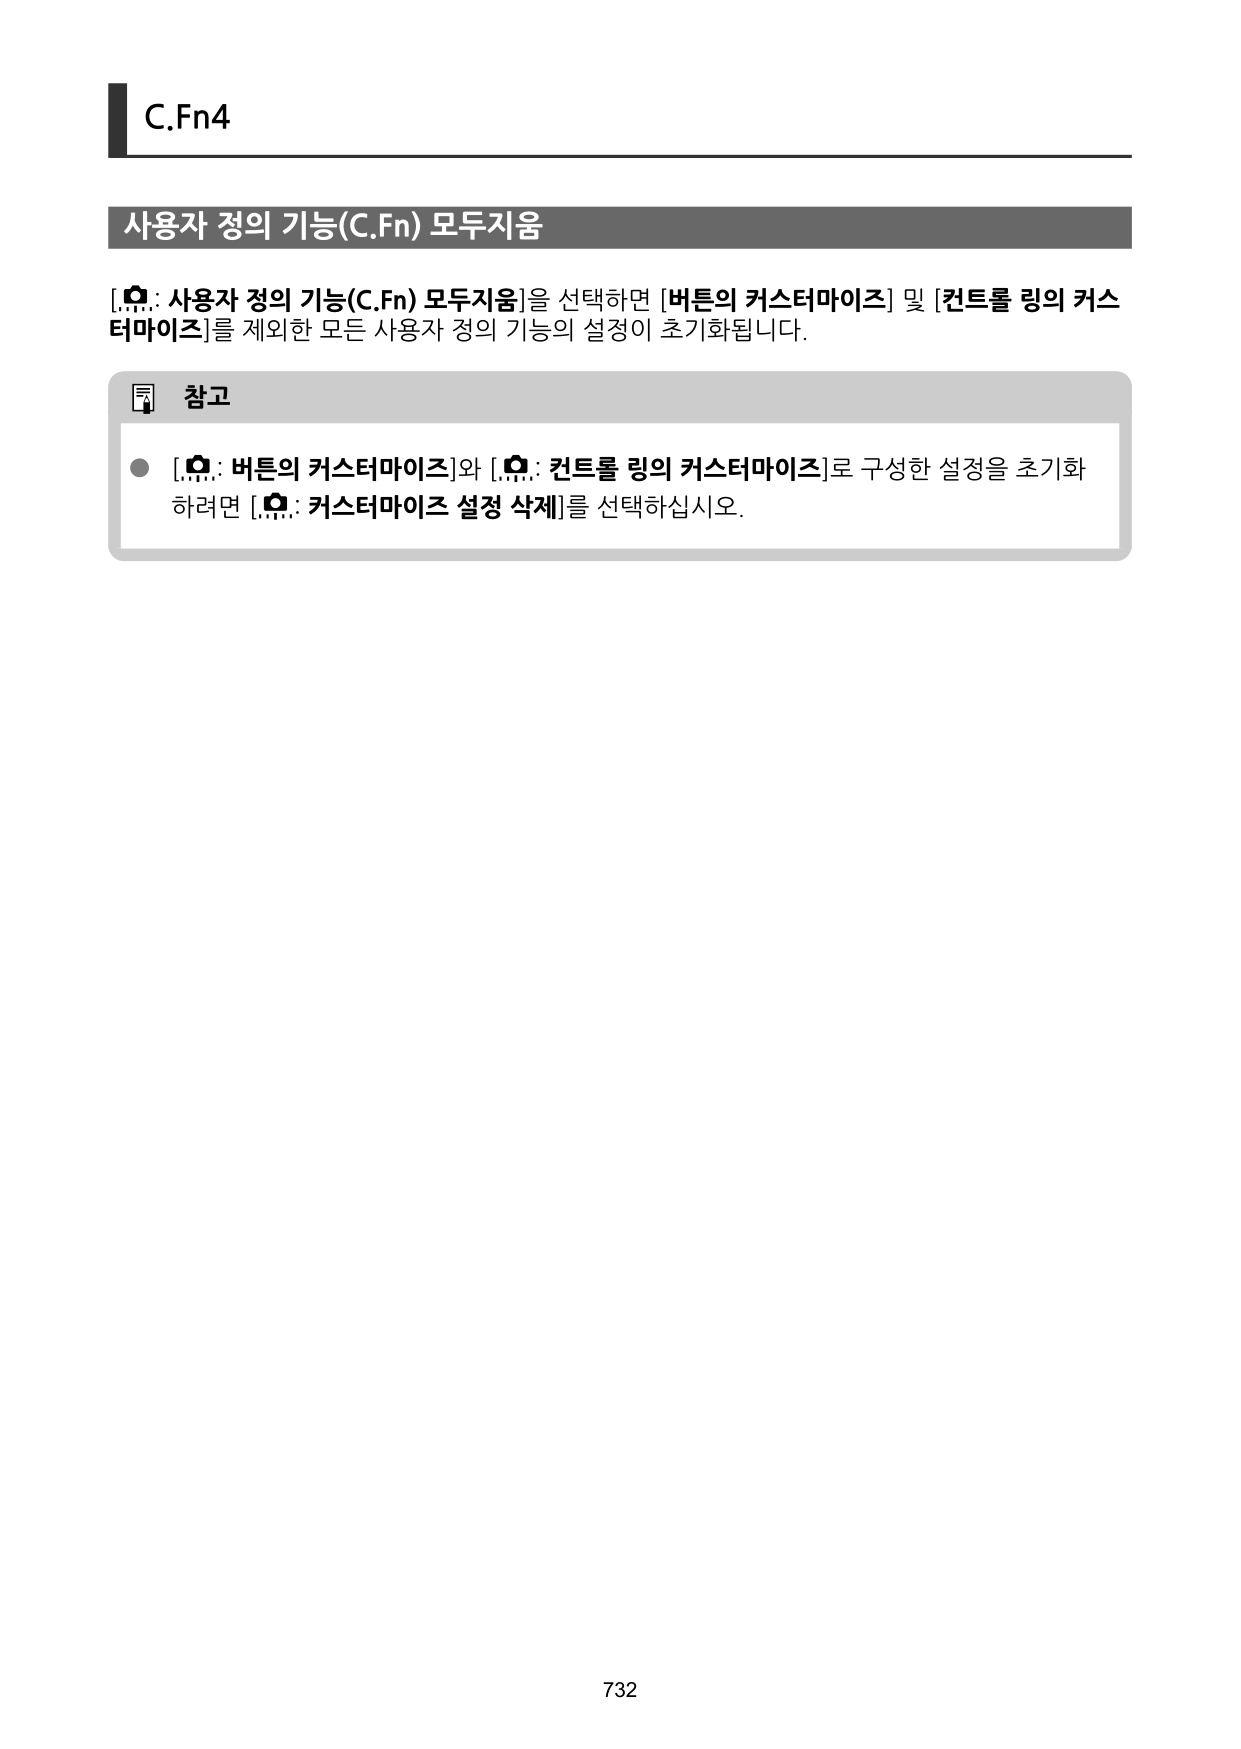 C.Fn4
사용자 정의 기능(C.Fn) 모두지움
[: 사용자 정의 기능(C.Fn) 모두지움]을 선택하면 [버튼의 커스터마이즈] 및 [컨트롤 링의 커스
터마이즈]를 제외한 모든 사용자 정의 기능의 설정이 초기화됩니다.
참고
● [: 버튼의 커스터마이즈]와 [: 컨트롤 링의 커스터마이즈]로 구성한 설정을 초기화
하려면 [: 커스터마이즈 설정 삭제]를 선택하십시오.
732